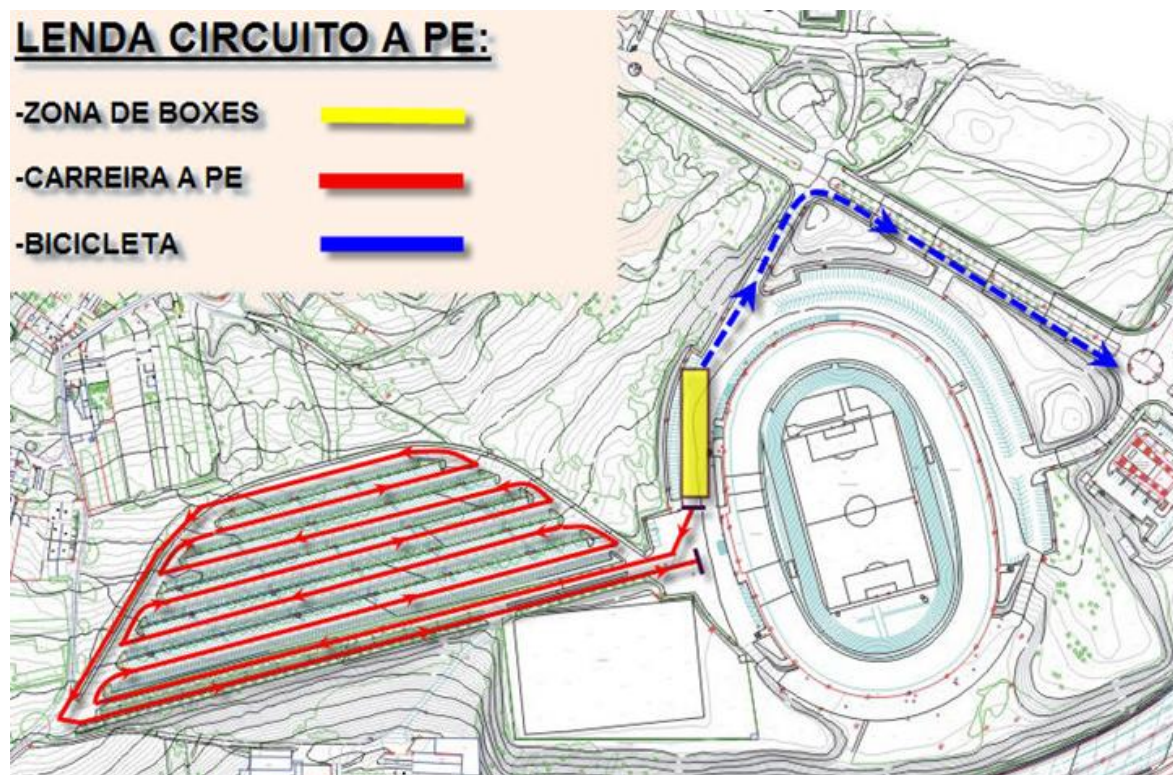 LENDA CIRCUITO A PE:
-ZONA DE BOXES
-CARREIRA A PE
-BICICLETA